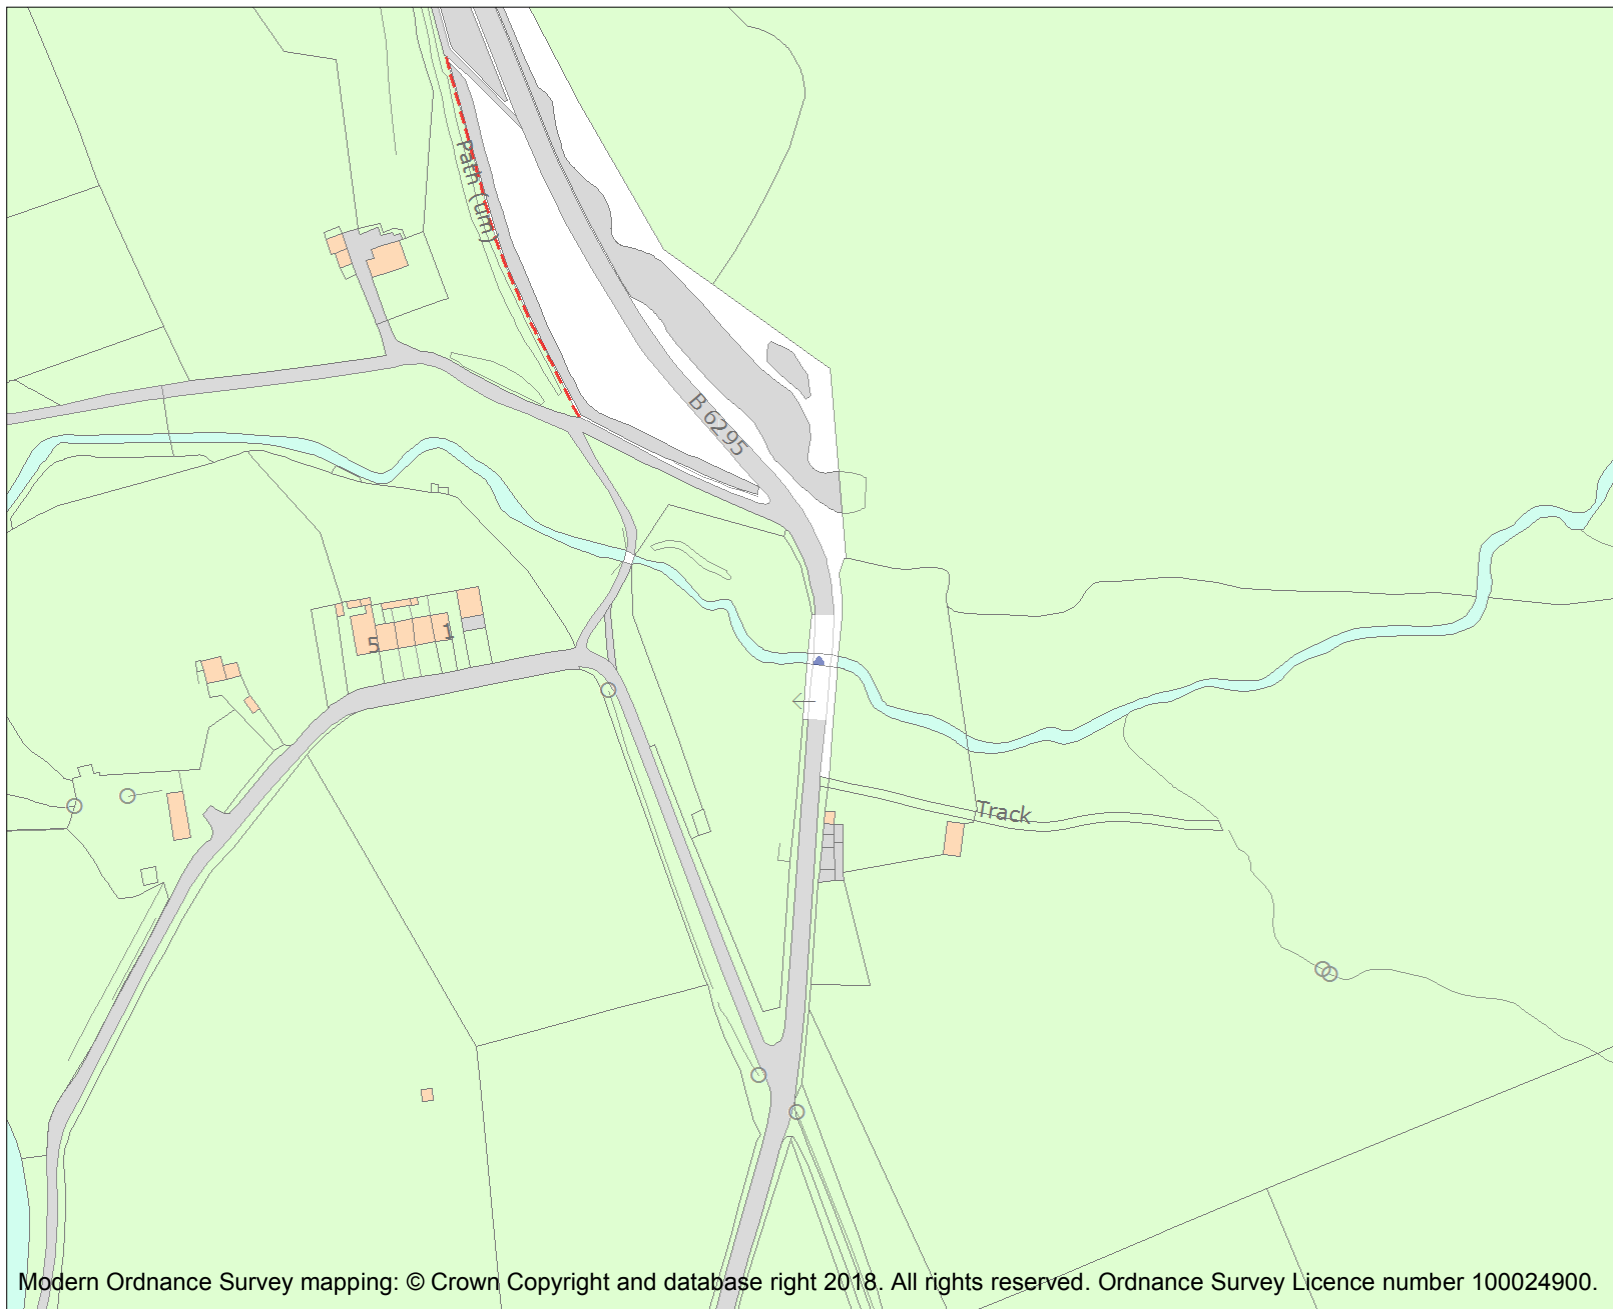 Path (um)
B 6295
5
1
Track
Modern Ordnance Survey mapping: © Crown Copyright and database right 2018. All rights reserved. Ordnance Survey Licence number 100024900.